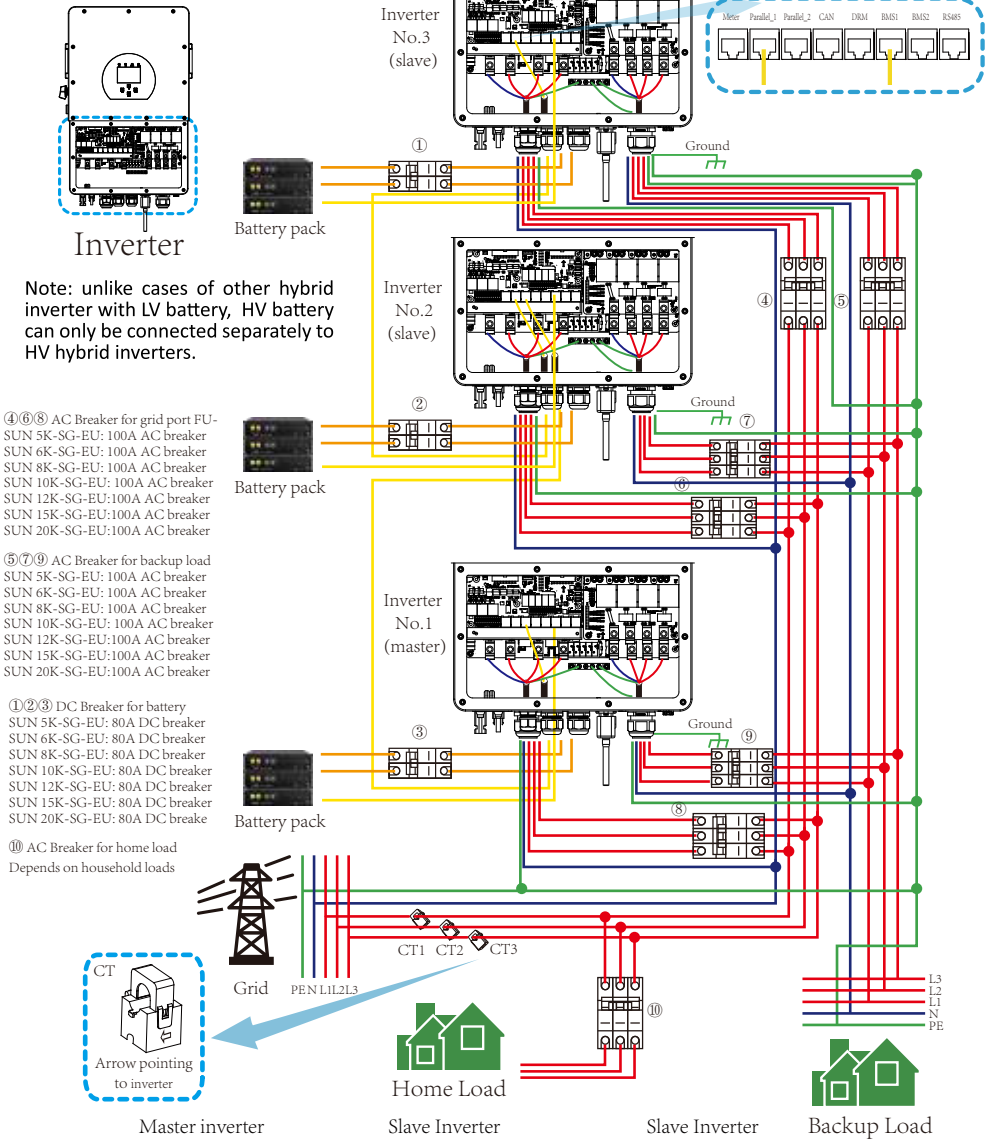 Inverter
No.3
(slave)
Meter Parallel_1 Parallel_2 CAN DRM BMS1 BMS2 RS485
①
Ground
Battery pack
Inverter
Note: unlike cases of other hybrid
inverter with LV battery, HV battery
can only be connected separately to
HV hybrid inverters.
Inverter
No.2
(slave)
④
⑤
②
Ground
⑦
Battery pack
⑥
④⑥⑧ AC Breaker for grid port FU-
SUN 5K-SG-EU: 100A AC breaker
SUN 6K-SG-EU: 100A AC breaker
SUN 8K-SG-EU: 100A AC breaker
SUN 10K-SG-EU: 100A AC breaker
SUN 12K-SG-EU:100A AC breaker
SUN 15K-SG-EU:100A AC breaker
SUN 20K-SG-EU:100A AC breaker
⑤⑦⑨ AC Breaker for backup load
SUN 5K-SG-EU: 100A AC breaker
SUN 6K-SG-EU: 100A AC breaker
SUN 8K-SG-EU: 100A AC breaker
SUN 10K-SG-EU: 100A AC breaker
SUN 12K-SG-EU:100A AC breaker
SUN 15K-SG-EU:100A AC breaker
SUN 20K-SG-EU:100A AC breaker
Inverter
No.1
(master)
①②③ DC Breaker for battery
SUN 5K-SG-EU: 80A DC breaker
SUN 6K-SG-EU: 80A DC breaker
SUN 8K-SG-EU: 80A DC breaker
SUN 10K-SG-EU: 80A DC breaker
SUN 12K-SG-EU: 80A DC breaker
SUN 15K-SG-EU: 80A DC breaker
SUN 20K-SG-EU: 80A DC breake
③
Ground
⑨
Battery pack
⑧
⑩ AC Breaker for home load
Depends on household loads
CT1 CT2 CT3
CT
Grid
PE N L1L2L3
Arrow pointing
to inverter
⑩
Home Load
L3
L2
L1
N
PE
Backup Load
Master inverter
Slave Inverter
Slave Inverter